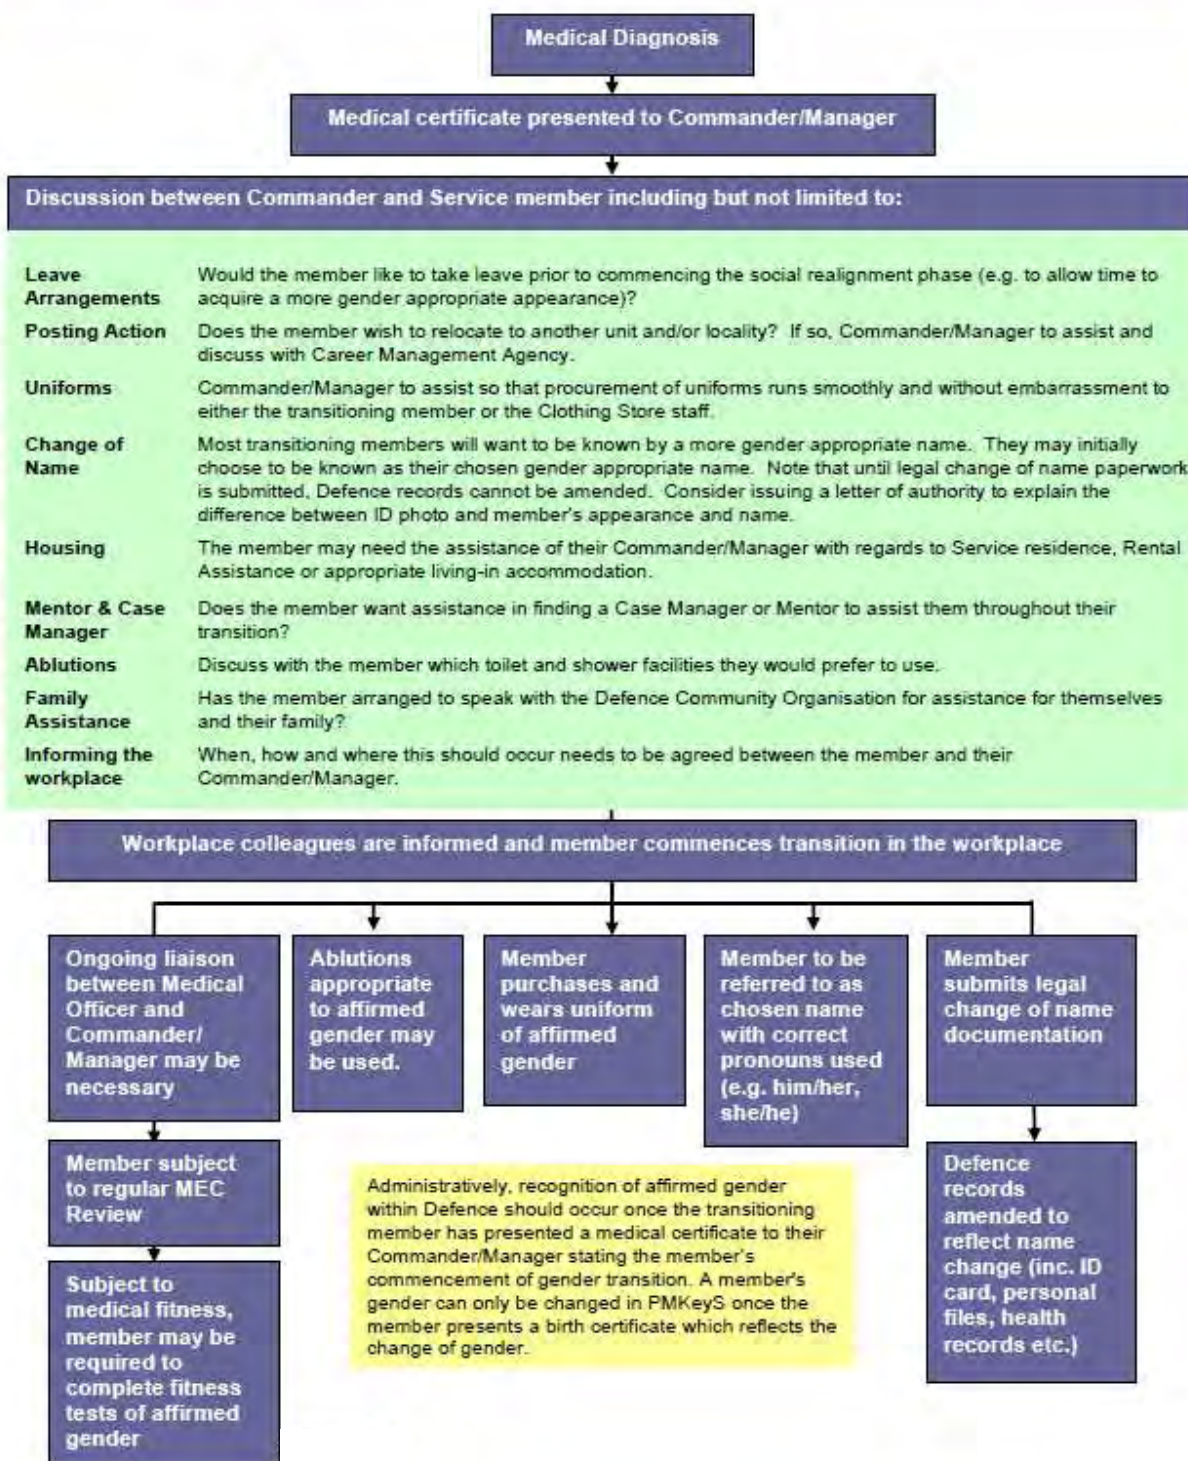 Medical Diagnosis
Medical certificate presented to Commander/Manager
Discussion between Commander and Service member including but not limited to:
Leave
Arrangements
Would the member like to take leave prior to commencing the social realignment phase (e.g. to allow time to
acquire a more gender appropriate appearance)?
Posting Action
Does the member wish to relocate to another unit and/or locality? If so, Commander/Manager to assist and
discuss with Career Management Agency.
Uniforms
Commander/Manager to assist so that procurement of uniforms runs smoothly and without embarrassment to
either the transitioning member or the Clothing Store staff.
Change of
Name
Most transitioning members will want to be known by a more gender appropriate name. They may initially
choose to be known as their chosen gender appropriate name. Note that until legal change of name paperwork
is submitted, Defence records cannot be amended. Consider issuing a letter of authority to explain the
difference between ID photo and member's appearance and name.
Housing
The member may need the assistance of their Commander/Manager with regards to Service residence, Rental
Assistance or appropriate living-in accommodation.
Mentor & Case
Manager
Does the member want assistance in finding a Case Manager or Mentor to assist them throughout their
transition?
Ablutions
Discuss with the member which toilet and shower facilities they would prefer to use.
Family
Assistance
Has the member arranged to speak with the Defence Community Organisation for assistance for themselves
and their family?
Informing the
workplace
When, how and where this should occur needs to be agreed between the member and their
Commander/Manager.
Workplace colleagues are informed and member commences transition in the workplace
Ongoing liaison
between Medical
Officer and
Commander/
Manager may be
necessary
Ablutions
appropriate
to affirmed
gender may
be used.
Member
purchases and
wears uniform
of affirmed
gender
Member to be
referred to as
chosen name
with correct
pronouns used
(e.g. him/her,
she/he)
Member
submits legal
change of name
documentation
Member subject
to regular MEC
Review
Subject to
medical fitness,
member may be
required to
complete fitness
tests of affirmed
gender
Administratively, recognition of affirmed gender
within Defence should occur once the transitioning
member has presented a medical certificate to their
Commander/Manager stating the member's
commencement of gender transition. A member's
gender can only be changed in PMKeyS once the
member presents a birth certificate which reflects the
change of gender.
Defence
records
amended to
reflect name
change (inc. ID
card, personal
files, health
records etc.)